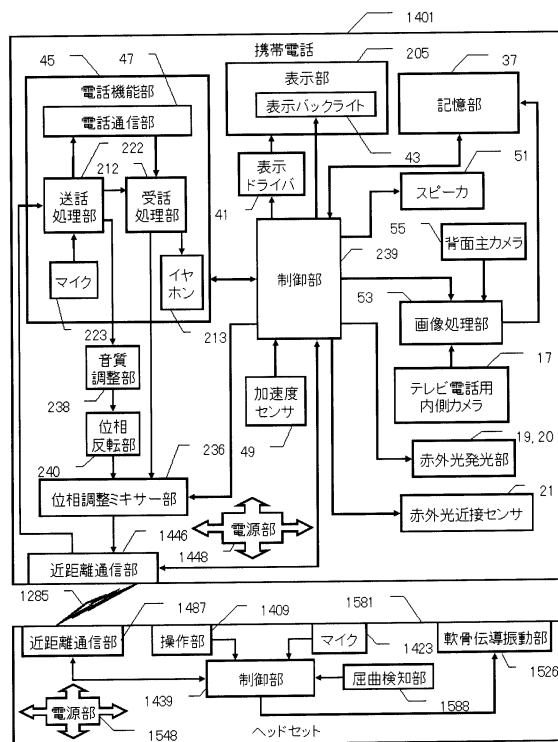 1401
携帯電話
45
47
205
37
電話機能部
表示部
電話通信部
表示バックライト
記憶部
222
212
43
51
送話
処理部
受話
処理部
表示
ドライバ
41
スピーカ
55
239
背面主カメラ
マイク
イヤ
ホン
制御部
53
画像処理部
223
213
音質
調整部
17
238
加速度
センサ
テレビ電話用
内側カメラ
位相
反転部
236
49
19, 20
240
赤外光発光部
位相調整ミキサー部
21
電源部
赤外光近接センサ
1446
1448
近距離通信部
1285
1487
1409
1581
近距離通信部
操作部
マイク
軟骨伝導振動部
1423
1526
制御部
屈曲検知部
1439
1588
電源部
1548
ヘッドセット